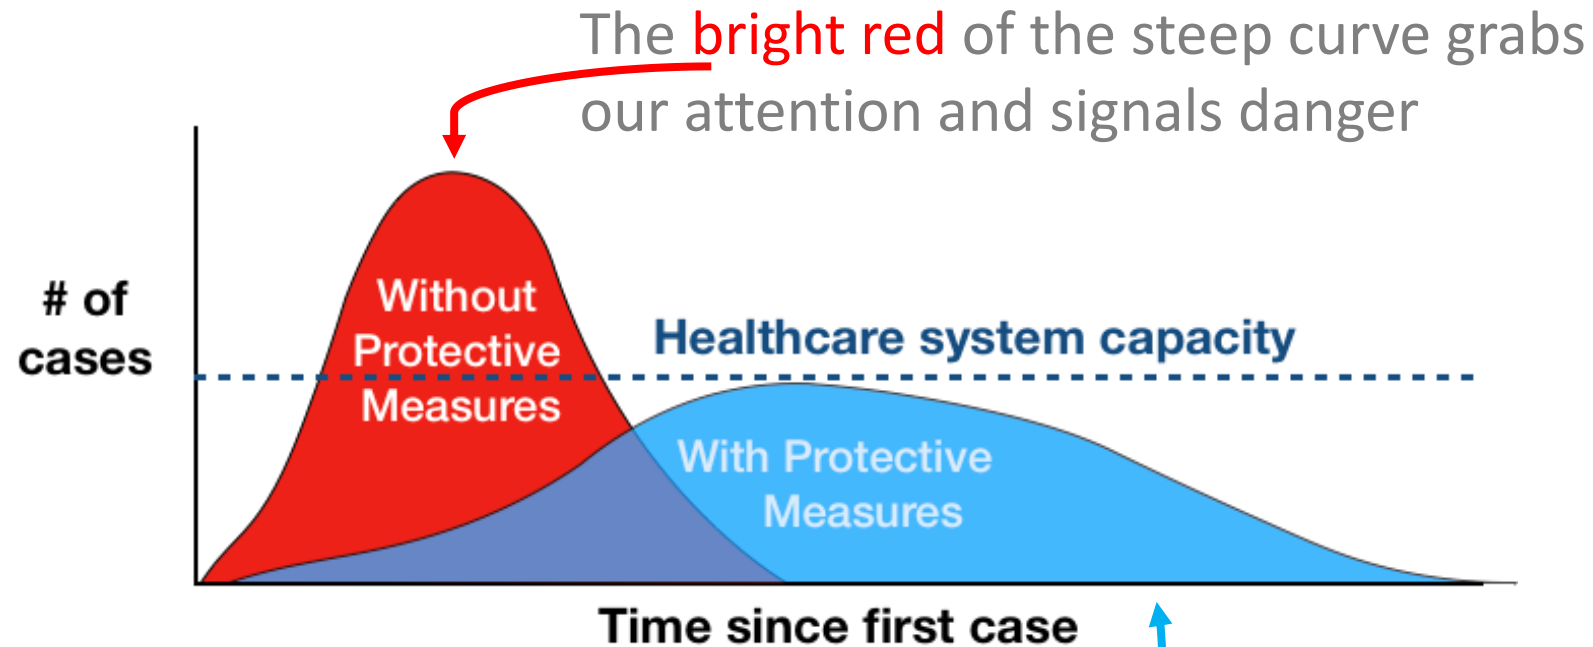 The bright red of the steep curve grabs
our attention and signals danger
# of
cases
Without
Protective
Measures
Healthcare system capacity
With Protective
Measures
Time since first case